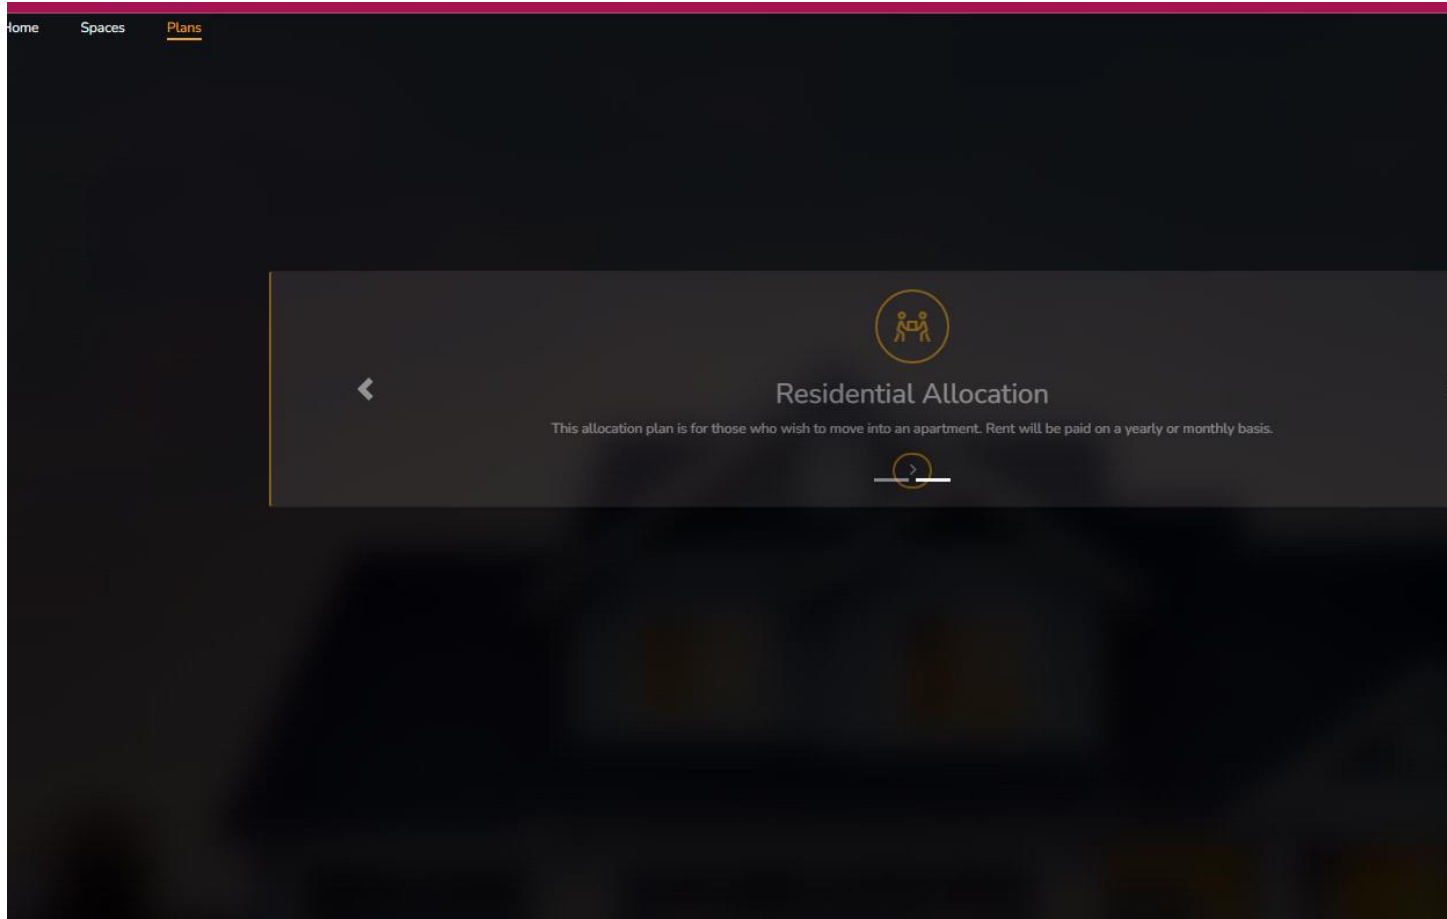 Home Spaces Plans
Residential Allocation
This allocation plan is for those who wish to move into an apartment. Rent will be paid on a yearly or monthly basis.